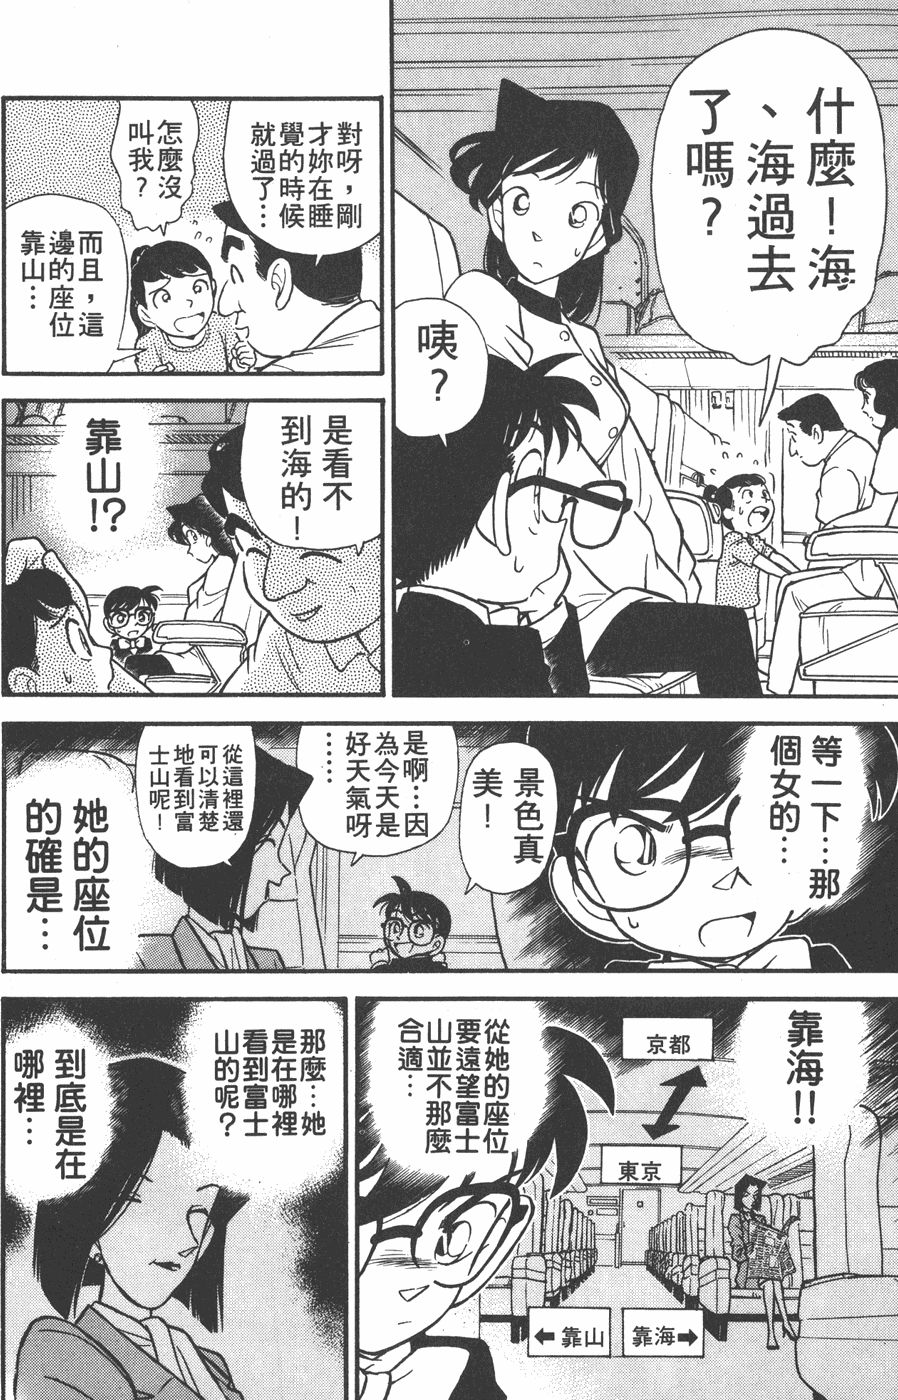 什麼！海
、海過去
了嗎？
咦？
對呀，剛
才妳在睡
覺的時候
就過了…
怎麼沒
叫我？
而且，這
邊的座位
靠山…
是看不
到海的！
靠山!?
等一下…那
個女的…
景色真
美！
是啊…因
為今天是
好天氣呀
……
從這裡還
可以清楚
地看到富
士山呢！
她的座位
的確是…
靠海!!
京都
東京
⬅靠山
靠海➡
從她的座位
要遠望富士
山並不那麼
合適…
那麼…她
是在哪裡
看到富士
山的呢？
到底是在
哪裡…